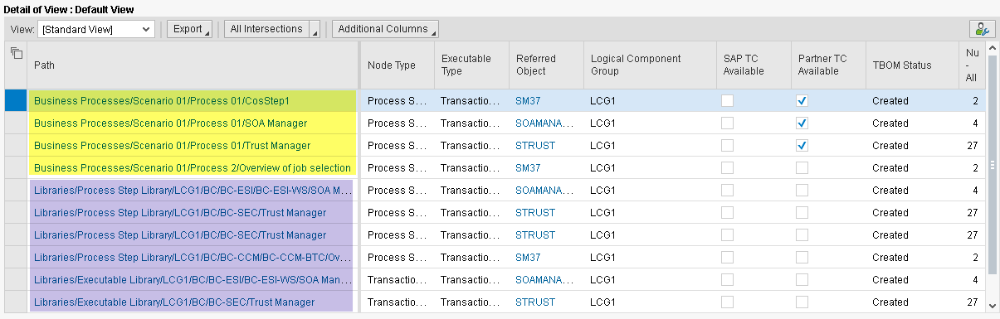 Detail of View : Default View
View: [Standard View] Export All Intersections Additional Columns
Path Node Type Executable Type Referred Object Logical Component Group SAP TC Available Partner TC Available TBOM Status Nu - All
Business Processes/Scenario 01/Process 01/CosStep1 Process S... Transactio... SM37 LCG1 Created 2
Business Processes/Scenario 01/Process 01/SOA Manager Process S... Transactio... SOAMANA... LCG1 Created 4
Business Processes/Scenario 01/Process 01/Trust Manager Process S... Transactio... STRUST LCG1 Created 27
Business Processes/Scenario 01/Process 2/Overview of job selection Process S... Transactio... SM37 LCG1 Created 2
Libraries/Process Step Library/LCG1/BC/BC-ESI/BC-ESI-WS/SOA M... Process S... Transactio... SOAMANA... LCG1 Created 4
Libraries/Process Step Library/LCG1/BC/BC-SEC/Trust Manager Process S... Transactio... STRUST LCG1 Created 27
Libraries/Process Step Library/LCG1/BC/BC-SEC/Trust Manager Process S... Transactio... STRUST LCG1 Created 27
Libraries/Process Step Library/LCG1/BC/BC-CCM/BC-CCM-BTC/Ov... Process S... Transactio... SM37 LCG1 Created 2
Libraries/Executable Library/LCG1/BC/BC-ESI/BC-ESI-WS/SOA Man... Transactio... Transactio... SOAMANA... LCG1 Created 4
Libraries/Executable Library/LCG1/BC/BC-SEC/Trust Manager Transactio... Transactio... STRUST LCG1 Created 27